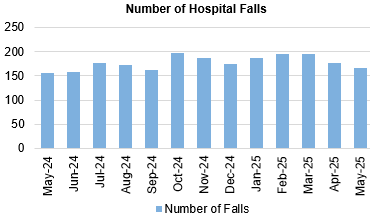 Number of Hospital Falls
250
200
150
100
50
0
May-24
Jun-24
Jul-24
Aug-24
Sep-24
Oct-24
Nov-24
Dec-24
Jan-25
Feb-25
Mar-25
Apr-25
May-25
Number of Falls